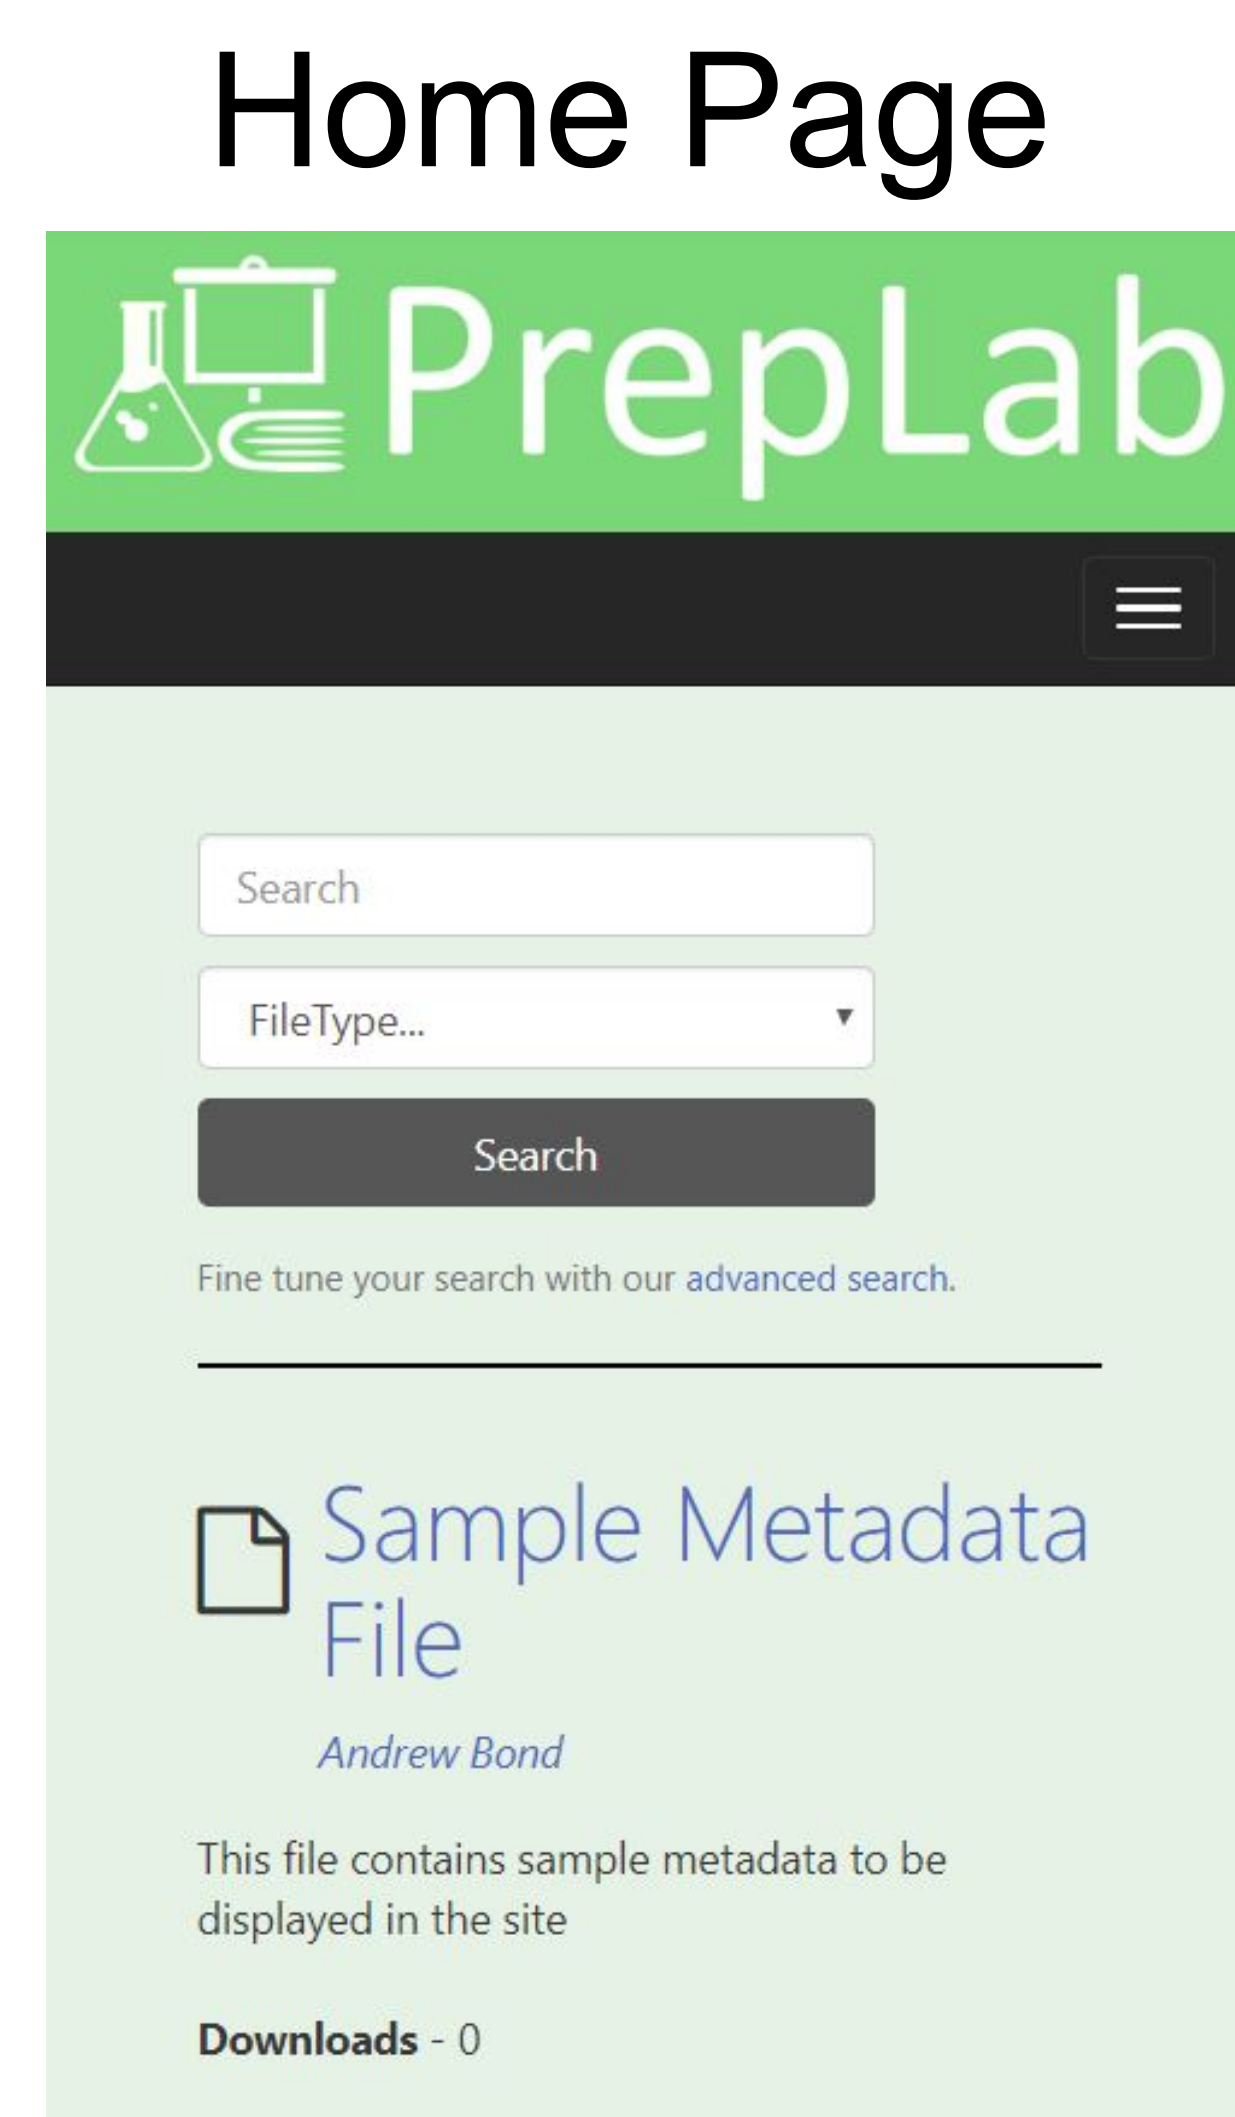 Home Page
PrepLab
Search
FileType...
Search
Fine tune your search with our advanced search.
Sample Metadata
File
Andrew Bond
This file contains sample metadata to be
displayed in the site
Downloads - 0